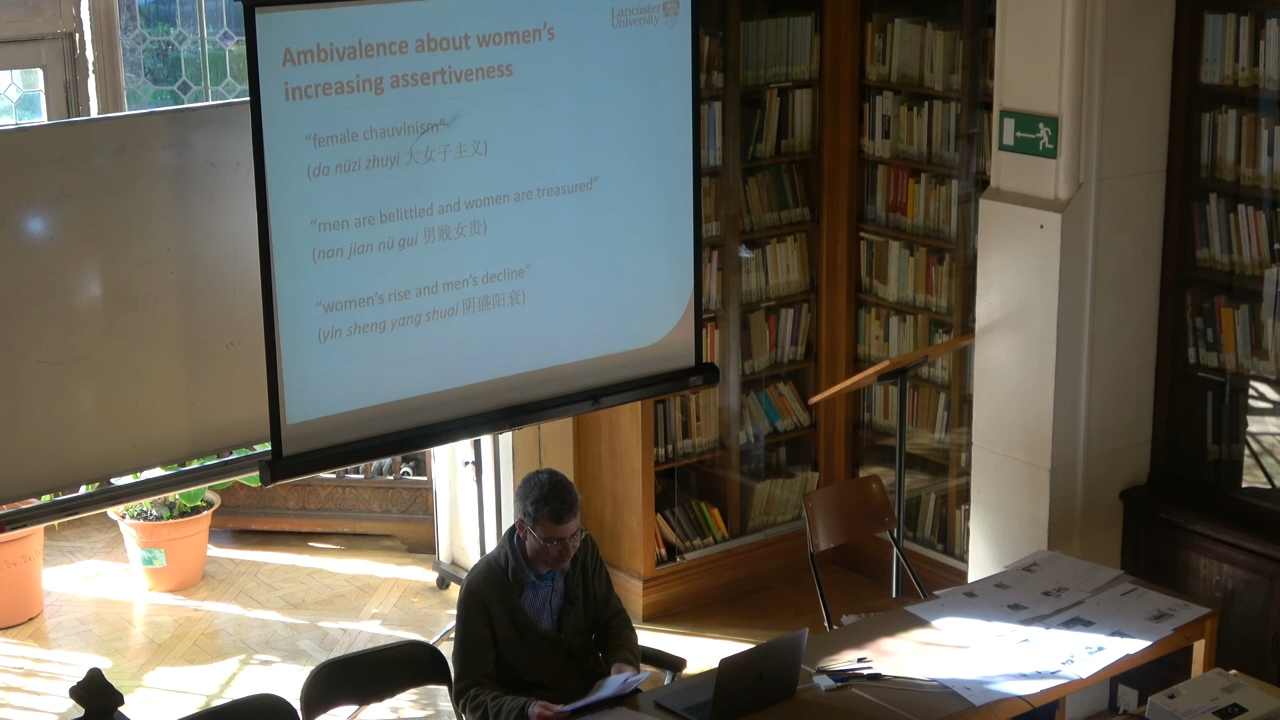 Lancaster
University
Ambivalence about women's
increasing assertiveness
"female chauvinism"
(da nüzi zhuyi 大女子主义)
"men are belittled and women are treasured"
(nan jian nü gui 男贱女贵)
"women's rise and men's decline"
(yin sheng yang shuai 阴盛阳衰)